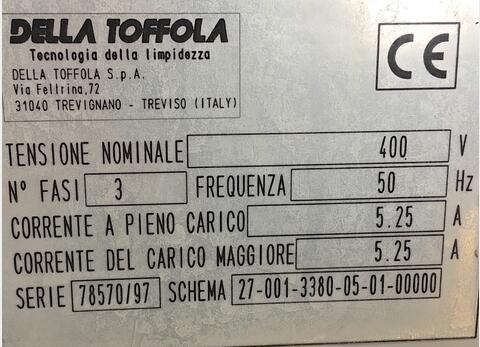 DELLA TOFFOLA
Tecnologia della limpidezza
DELLA TOFFOLA S.p.A.
Via Feltrina,72
31040 TREVIGNANO - TREVISO (ITALY)
CE
TENSIONE NOMINALE 400 V
N° FASI 3 FREQUENZA 50 Hz
CORRENTE A PIENO CARICO 5.25 A
CORRENTE DEL CARICO MAGGIORE 5.25 A
SERIE 78570/97 SCHEMA 27-001-3380-05-01-00000